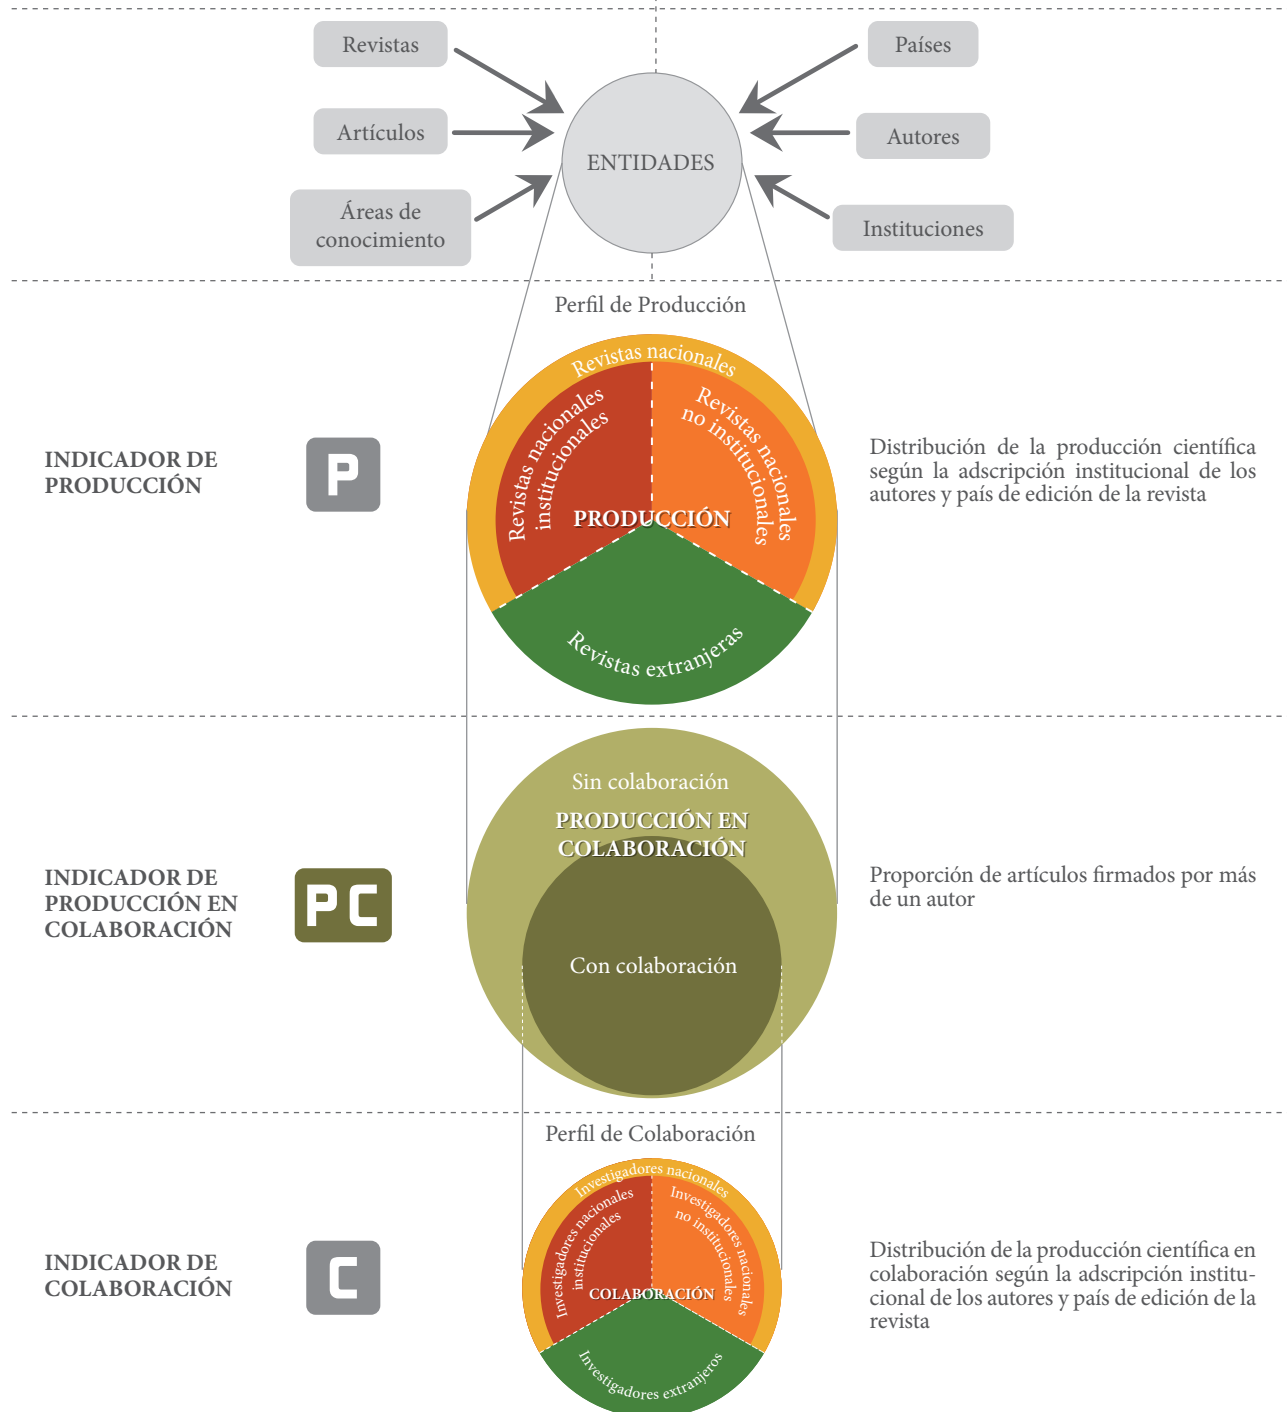 Revistas
Países
Artículos
Autores
ENTIDADES
Áreas de
conocimiento
Instituciones
Perfil de Producción
Revistas nacionales
Revistas nacionales
institucionales
Revistas nacionales
no institucionales
PRODUCCIÓN
Revistas extranjeras
INDICADOR DE
PRODUCCIÓN
P
Distribución de la producción científica
según la adscripción institucional de los
autores y país de edición de la revista
Sin colaboración
PRODUCCIÓN EN
COLABORACIÓN
Con colaboración
INDICADOR DE
PRODUCCIÓN EN
COLABORACIÓN
PC
Proporción de artículos firmados por más
de un autor
Perfil de Colaboración
Investigadores nacionales
Investigadores nacionales
institucionales
Investigadores nacionales
no institucionales
COLABORACIÓN
Investigadores extranjeros
INDICADOR DE
COLABORACIÓN
C
Distribución de la producción científica en
colaboración según la adscripción institu-
cional de los autores y país de edición de la
revista